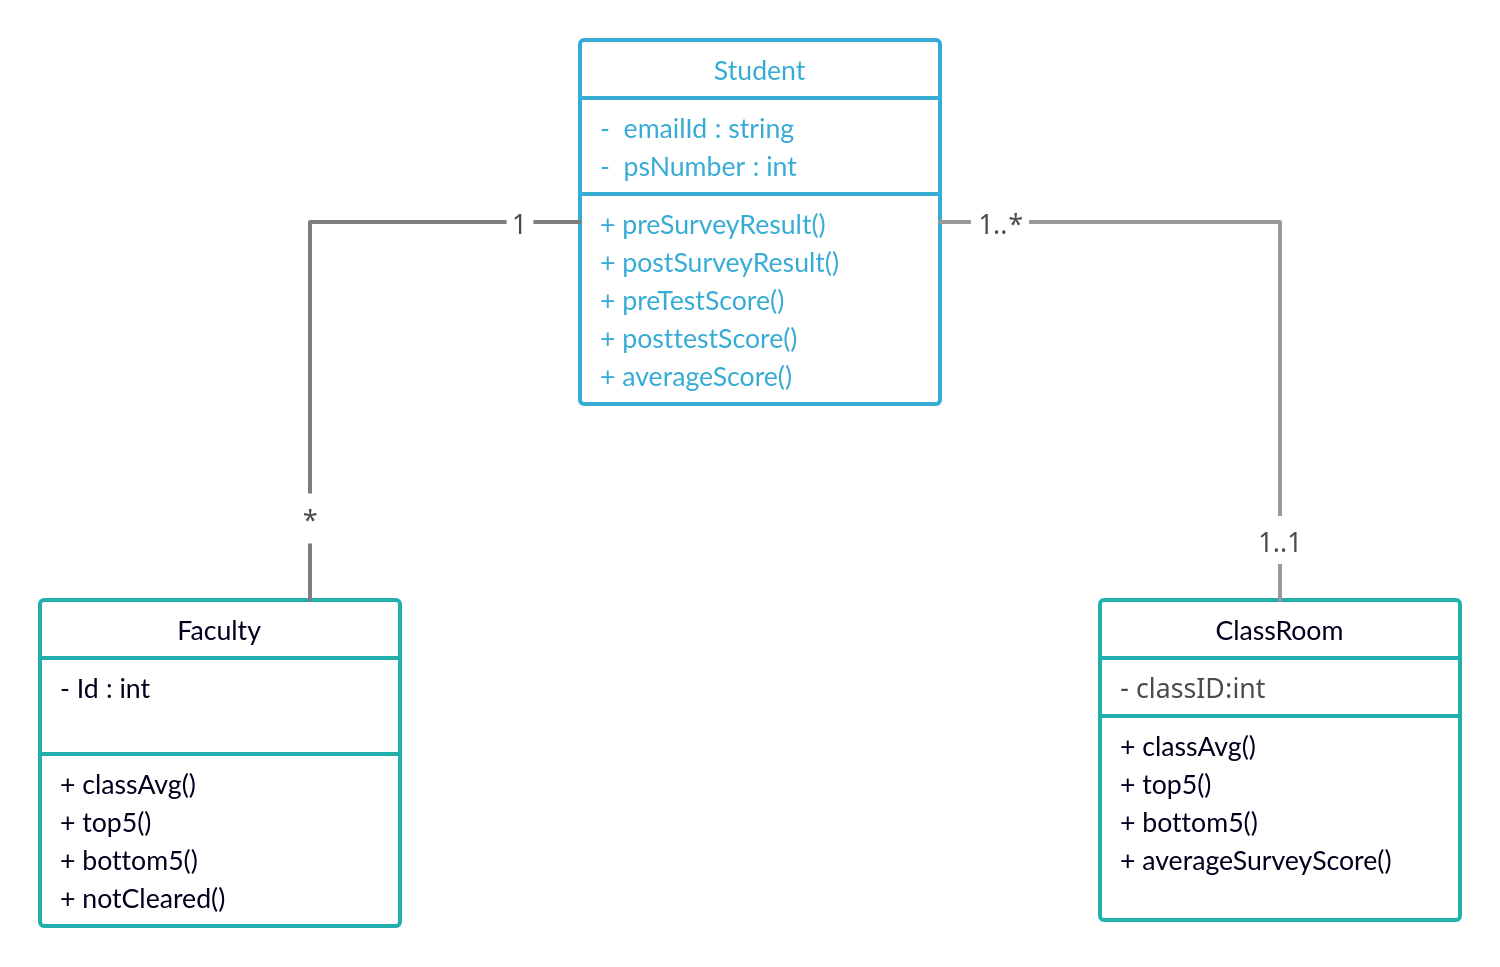 Student
- emailId : string
- psNumber : int
+ preSurveyResult()
+ postSurveyResult()
+ preTestScore()
+ posttestScore()
+ averageScore()
1
1..*
*
1..1
Faculty
- Id : int
+ classAvg()
+ top5()
+ bottom5()
+ notCleared()
ClassRoom
- classID:int
+ classAvg()
+ top5()
+ bottom5()
+ averageSurveyScore()